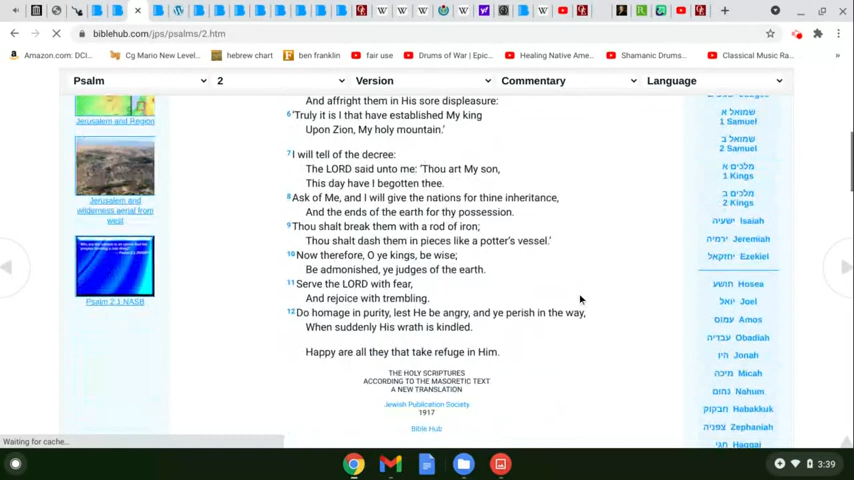 biblehub.com/jps/psalms/2.htm
Amazon.com: DCI...
Cg Mario New Level...
hebrew chart
ben franklin
fair use
Drums of War | Epic...
Healing Native Ame...
Shamanic Drums...
Classical Music Ra...
Psalm
2
Version
Commentary
Language
Jerusalem and Region
Jerusalem and
wilderness aerial from
west
Psalm 2:1 NASB
And affright them in His sore displeasure:
6 'Truly it is I that have established My king
Upon Zion, My holy mountain.'
7 I will tell of the decree:
The LORD said unto me: 'Thou art My son,
This day have I begotten thee.
8 Ask of Me, and I will give the nations for thine inheritance,
And the ends of the earth for thy possession.
9 Thou shalt break them with a rod of iron;
Thou shalt dash them in pieces like a potter's vessel.'
10 Now therefore, O ye kings, be wise;
Be admonished, ye judges of the earth.
11 Serve the LORD with fear,
And rejoice with trembling.
12 Do homage in purity, lest He be angry, and ye perish in the way,
When suddenly His wrath is kindled.
Happy are all they that take refuge in Him.
THE HOLY SCRIPTURES
ACCORDING TO THE MASORETIC TEXT
A NEW TRANSLATION
Jewish Publication Society
1917
Bible Hub
שמואל א
1 Samuel
שמואל ב
2 Samuel
מלכים א
1 Kings
מלכים ב
2 Kings
ישעיה Isaiah
ירמיה Jeremiah
יחזקאל Ezekiel
הושע Hosea
יואל Joel
עמוס Amos
עבדיה Obadiah
יונה Jonah
מיכה Micah
נחום Nahum
חבקוק Habakkuk
צפניה Zephaniah
חגי Haggai
Waiting for cache...
3:39